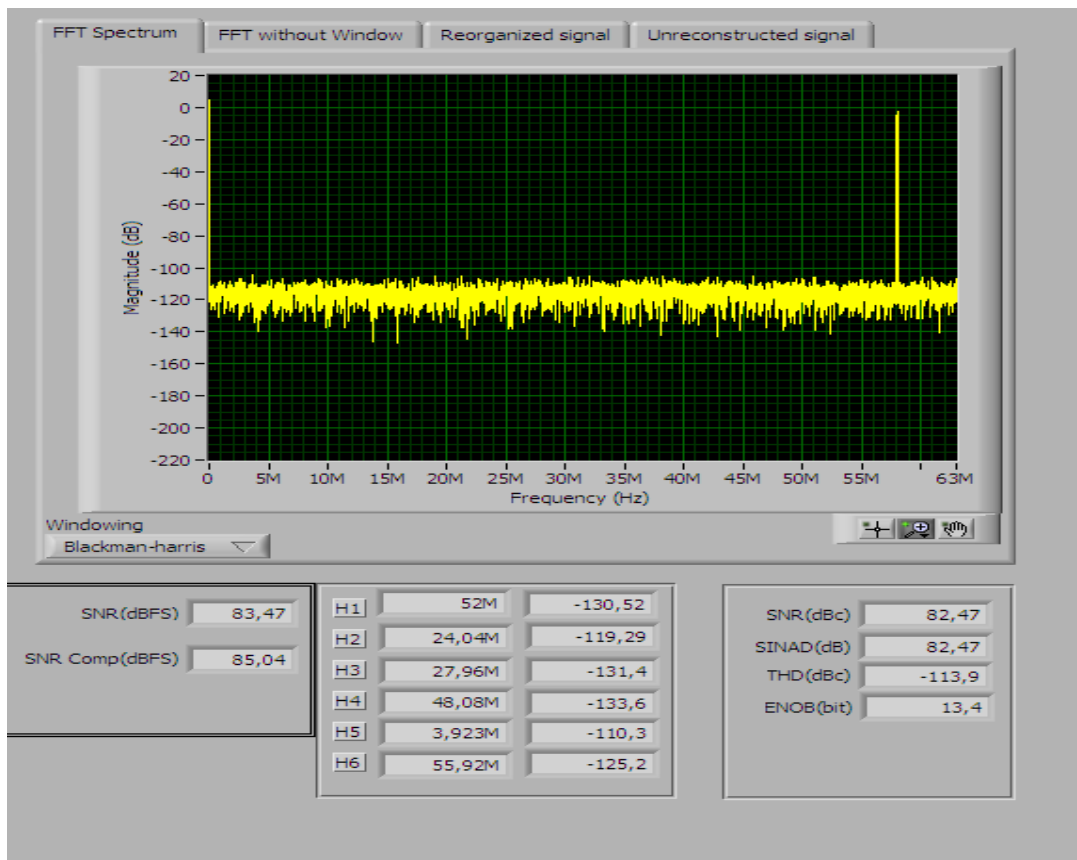 FFT Spectrum FFT without Window Reorganized signal Unreconstructed signal
20
0
-20
-40
-60
-80
-100
-120
-140
-160
-180
-200
-220
Magnitude (dB)
0 5M 10M 15M 20M 25M 30M 35M 40M 45M 50M 55M 63M
Frequency (Hz)
Windowing
Blackman-harris
SNR(dBFS) 83,47
SNR Comp(dBFS) 85,04
H1 52M -130,52
H2 24,04M -119,29
H3 27,96M -131,4
H4 48,08M -133,6
H5 3,923M -110,3
H6 55,92M -125,2
SNR(dBc) 82,47
SINAD(dB) 82,47
THD(dBc) -113,9
ENOB(bit) 13,4